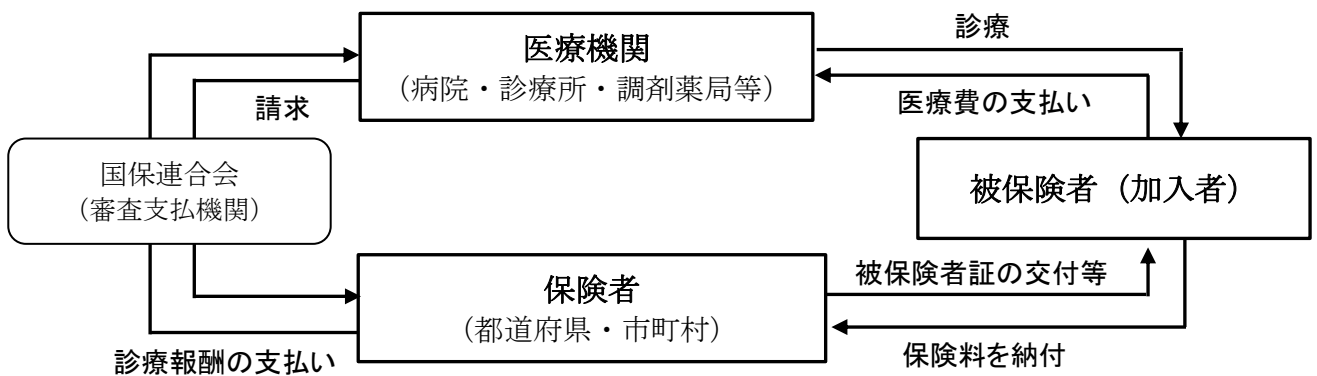 医療機関
（病院・診療所・調剤薬局等）
診療
医療費の支払い
請求
国保連合会
（審査支払機関）
被保険者（加入者）
保険者
（都道府県・市町村）
被保険者証の交付等
保険料を納付
診療報酬の支払い